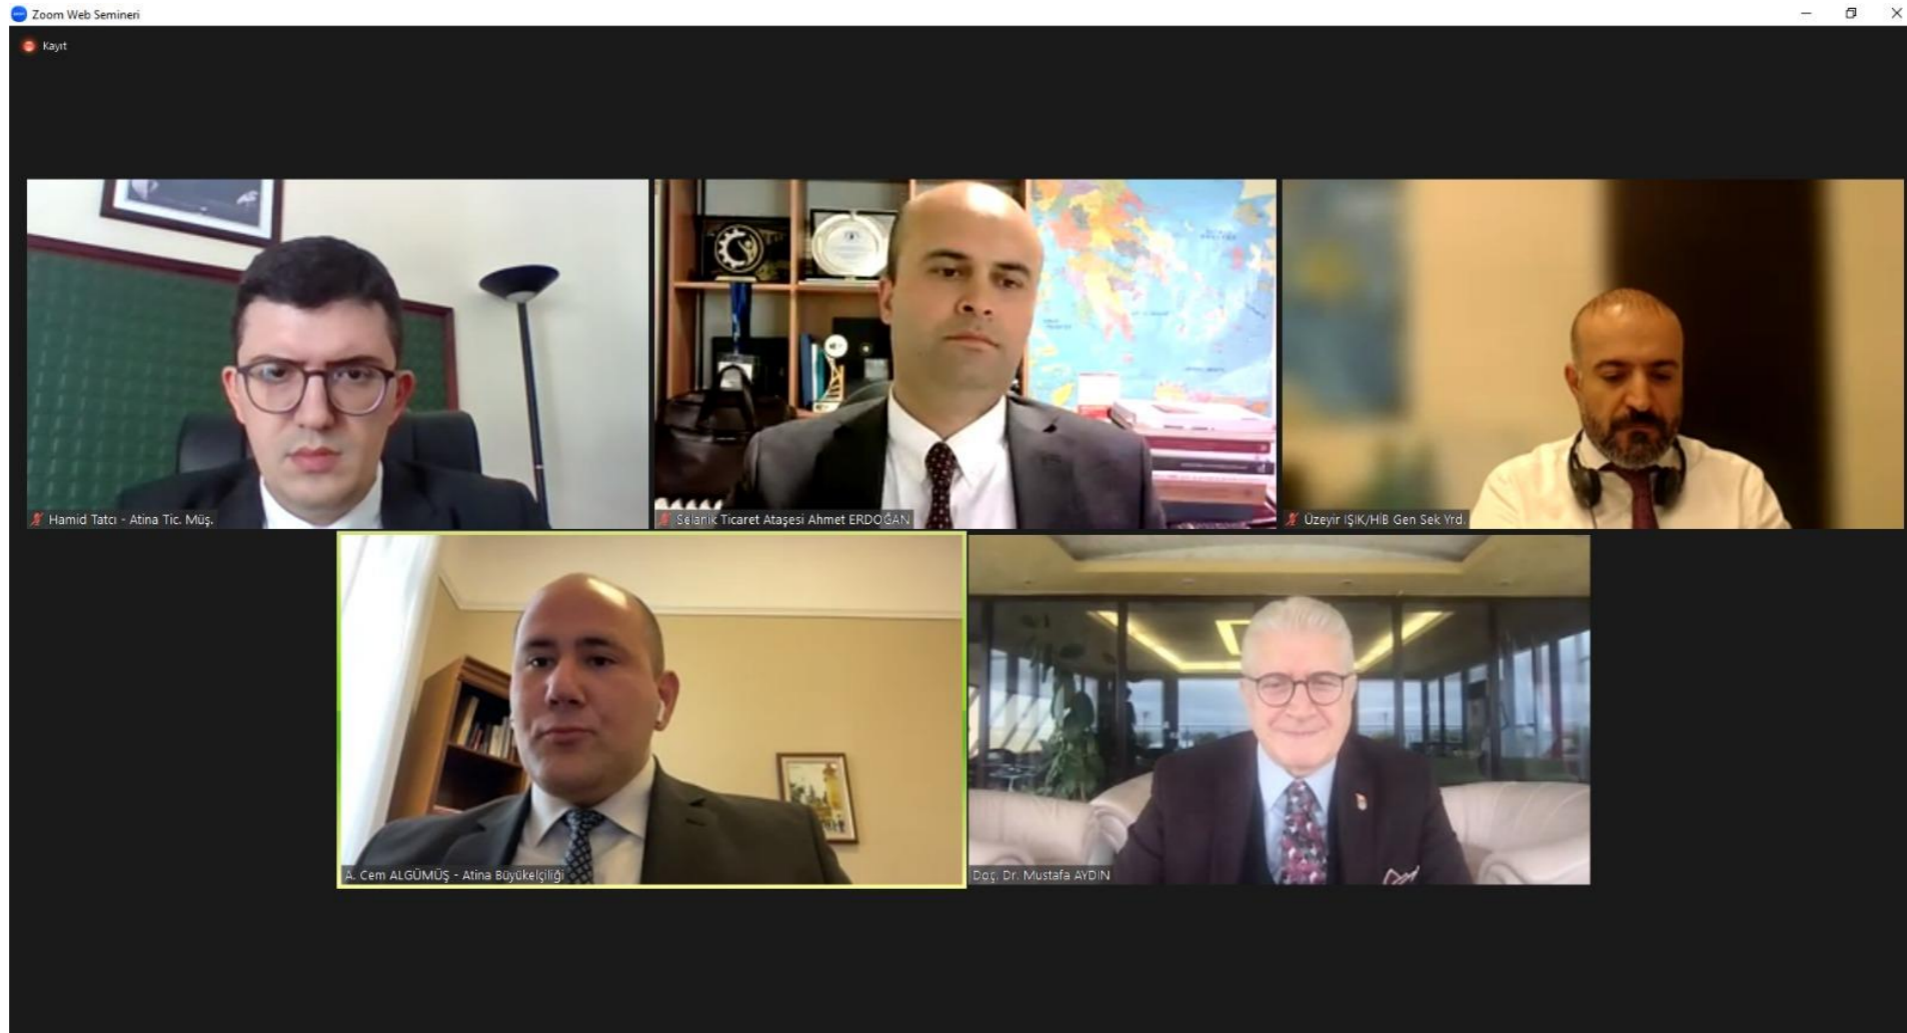 Zoom Web Semineri
Kayıt
Hamid Tatcı - Atina Tic. Müş.
Selanik Ticaret Ataşesi Ahmet ERDOĞAN
Üzeyir IŞIK/HİB Gen Sek Yrd.
A. Cem ALGÜMÜŞ - Atina Büyükelçiliği
Doç. Dr. Mustafa AYDIN